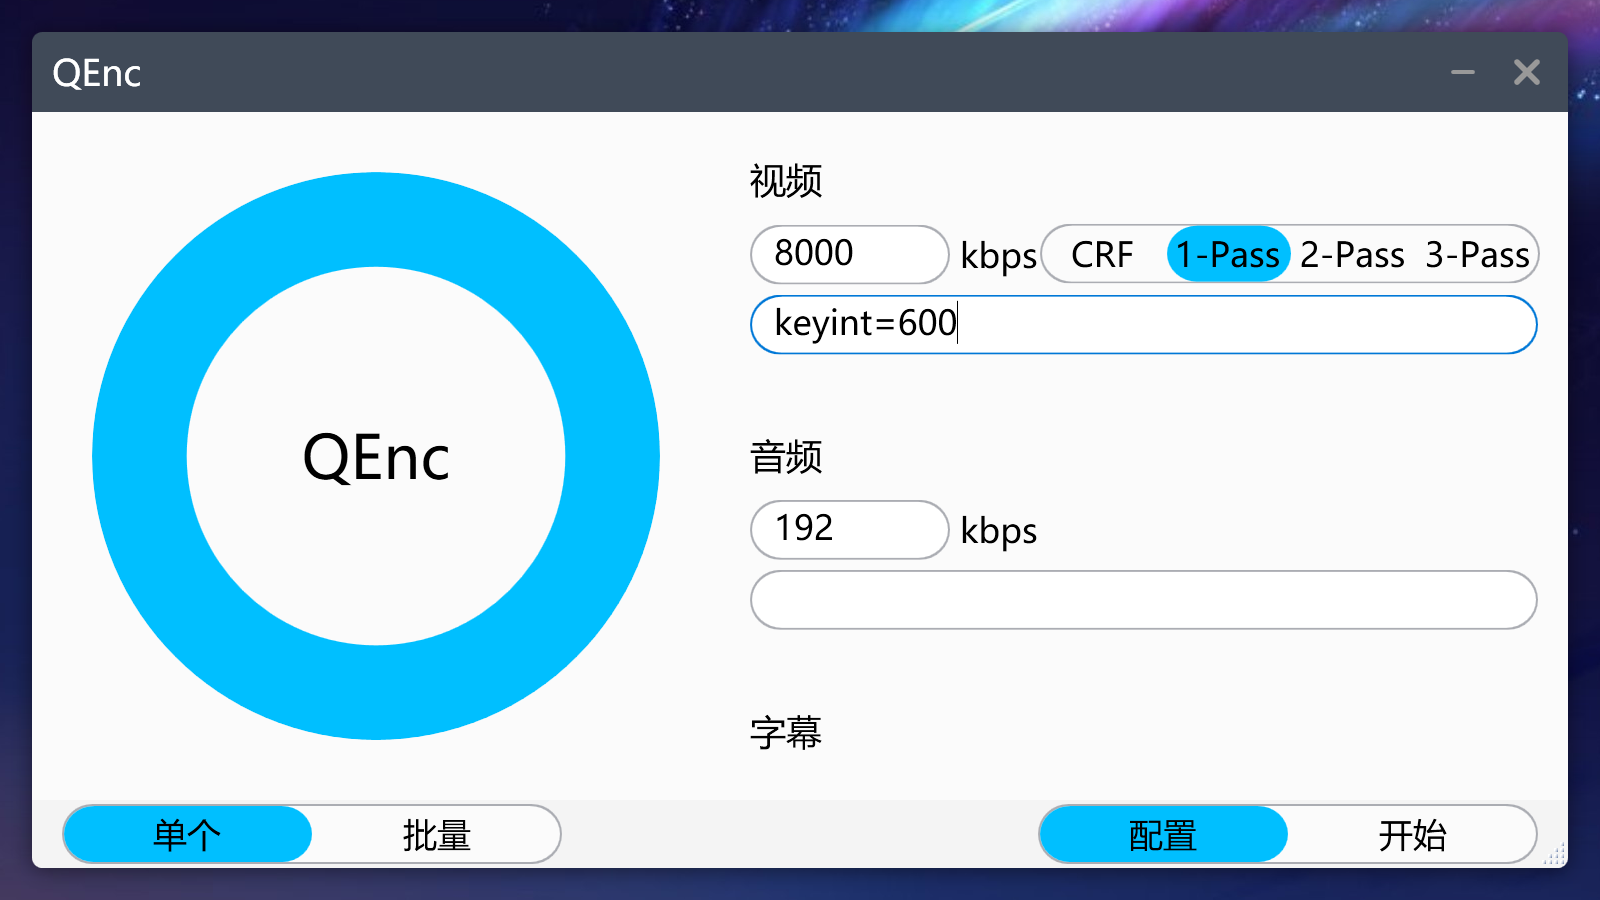 QEnc
QEnc
视频
8000 kbps CRF 1-Pass 2-Pass 3-Pass
keyint=600
音频
192 kbps
字幕
单个 批量 配置 开始